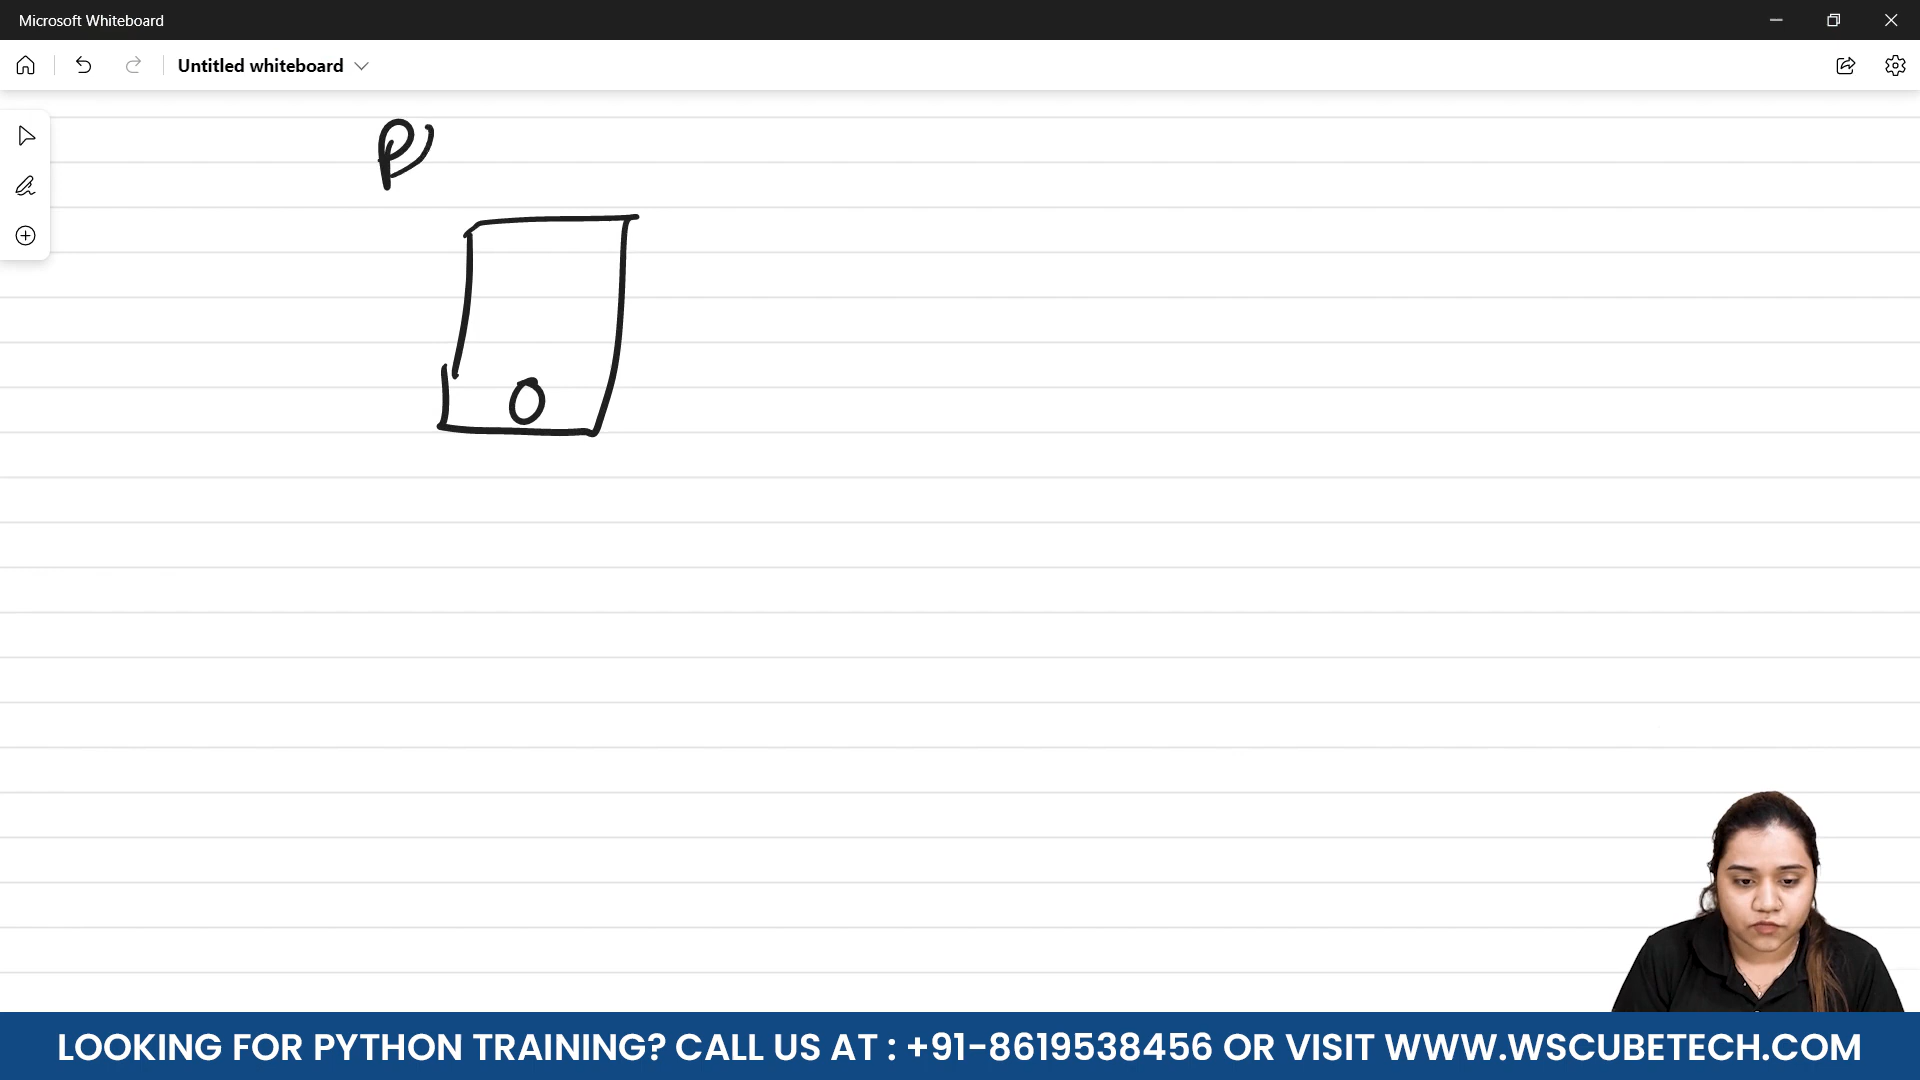 Microsoft Whiteboard
Untitled whiteboard
P
0
LOOKING FOR PYTHON TRAINING? CALL US AT : +91-8619538456 OR VISIT WWW.WSCUBETECH.COM